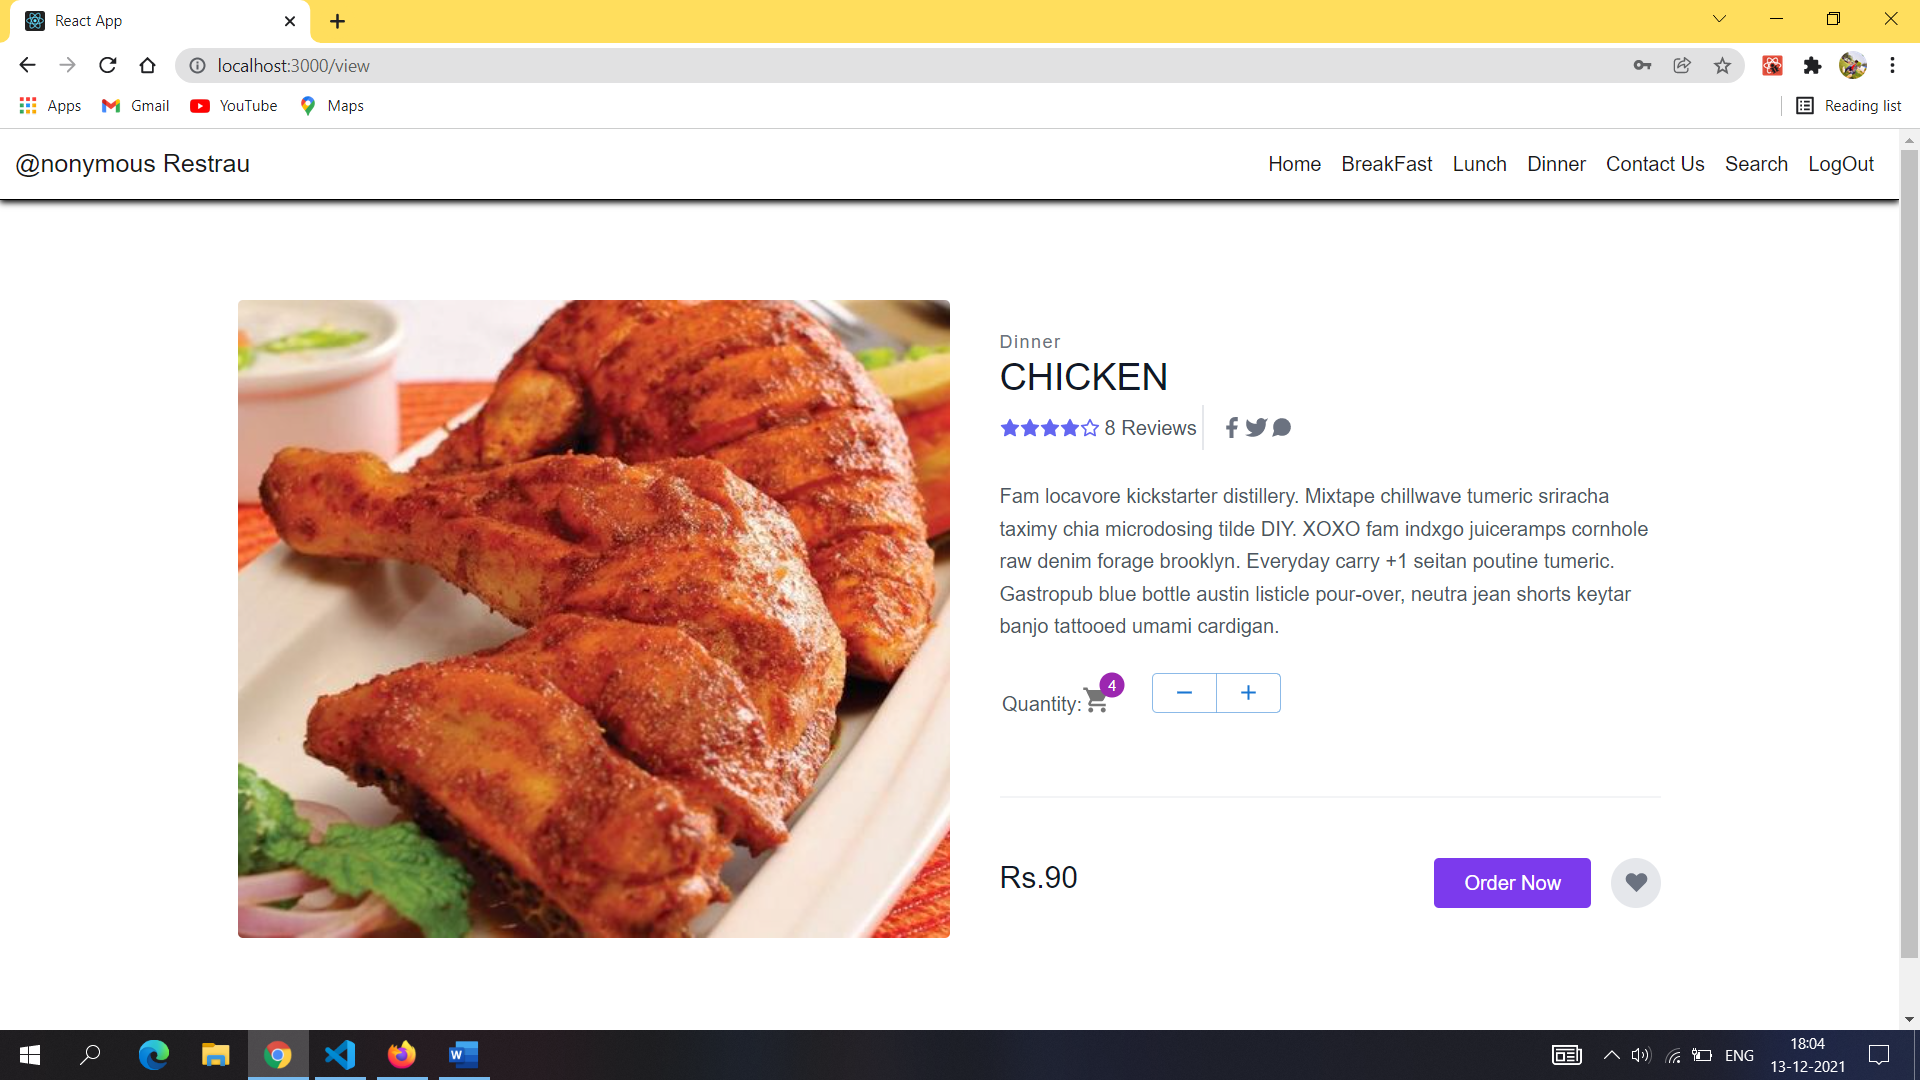 React App
localhost:3000/view
Apps Gmail YouTube Maps Reading list
@nonymous Restrau Home BreakFast Lunch Dinner Contact Us Search LogOut
Dinner
CHICKEN
8 Reviews
Fam locavore kickstarter distillery. Mixtape chillwave tumeric sriracha
taximy chia microdosing tilde DIY. XOXO fam indxgo juiceramps cornhole
raw denim forage brooklyn. Everyday carry +1 seitan poutine tumeric.
Gastropub blue bottle austin listicle pour-over, neutra jean shorts keytar
banjo tattooed umami cardigan.
Quantity: 4 − +
Rs.90 Order Now
ENG 18:04
13-12-2021